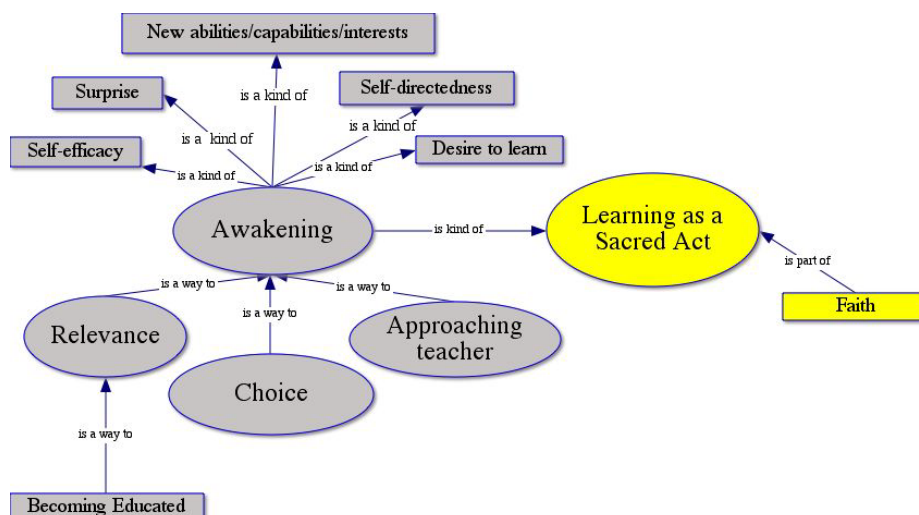 New abilities/capabilities/interests
is a kind of
Surprise
Self-directedness
is a kind of
is a kind of
Self-efficacy
Desire to learn
is a kind of
is a kind of
Awakening
is kind of
Learning as a
Sacred Act
is part of
Faith
is a way to
is a way to
is a way to
Relevance
Approaching
teacher
Choice
is a way to
Becoming Educated